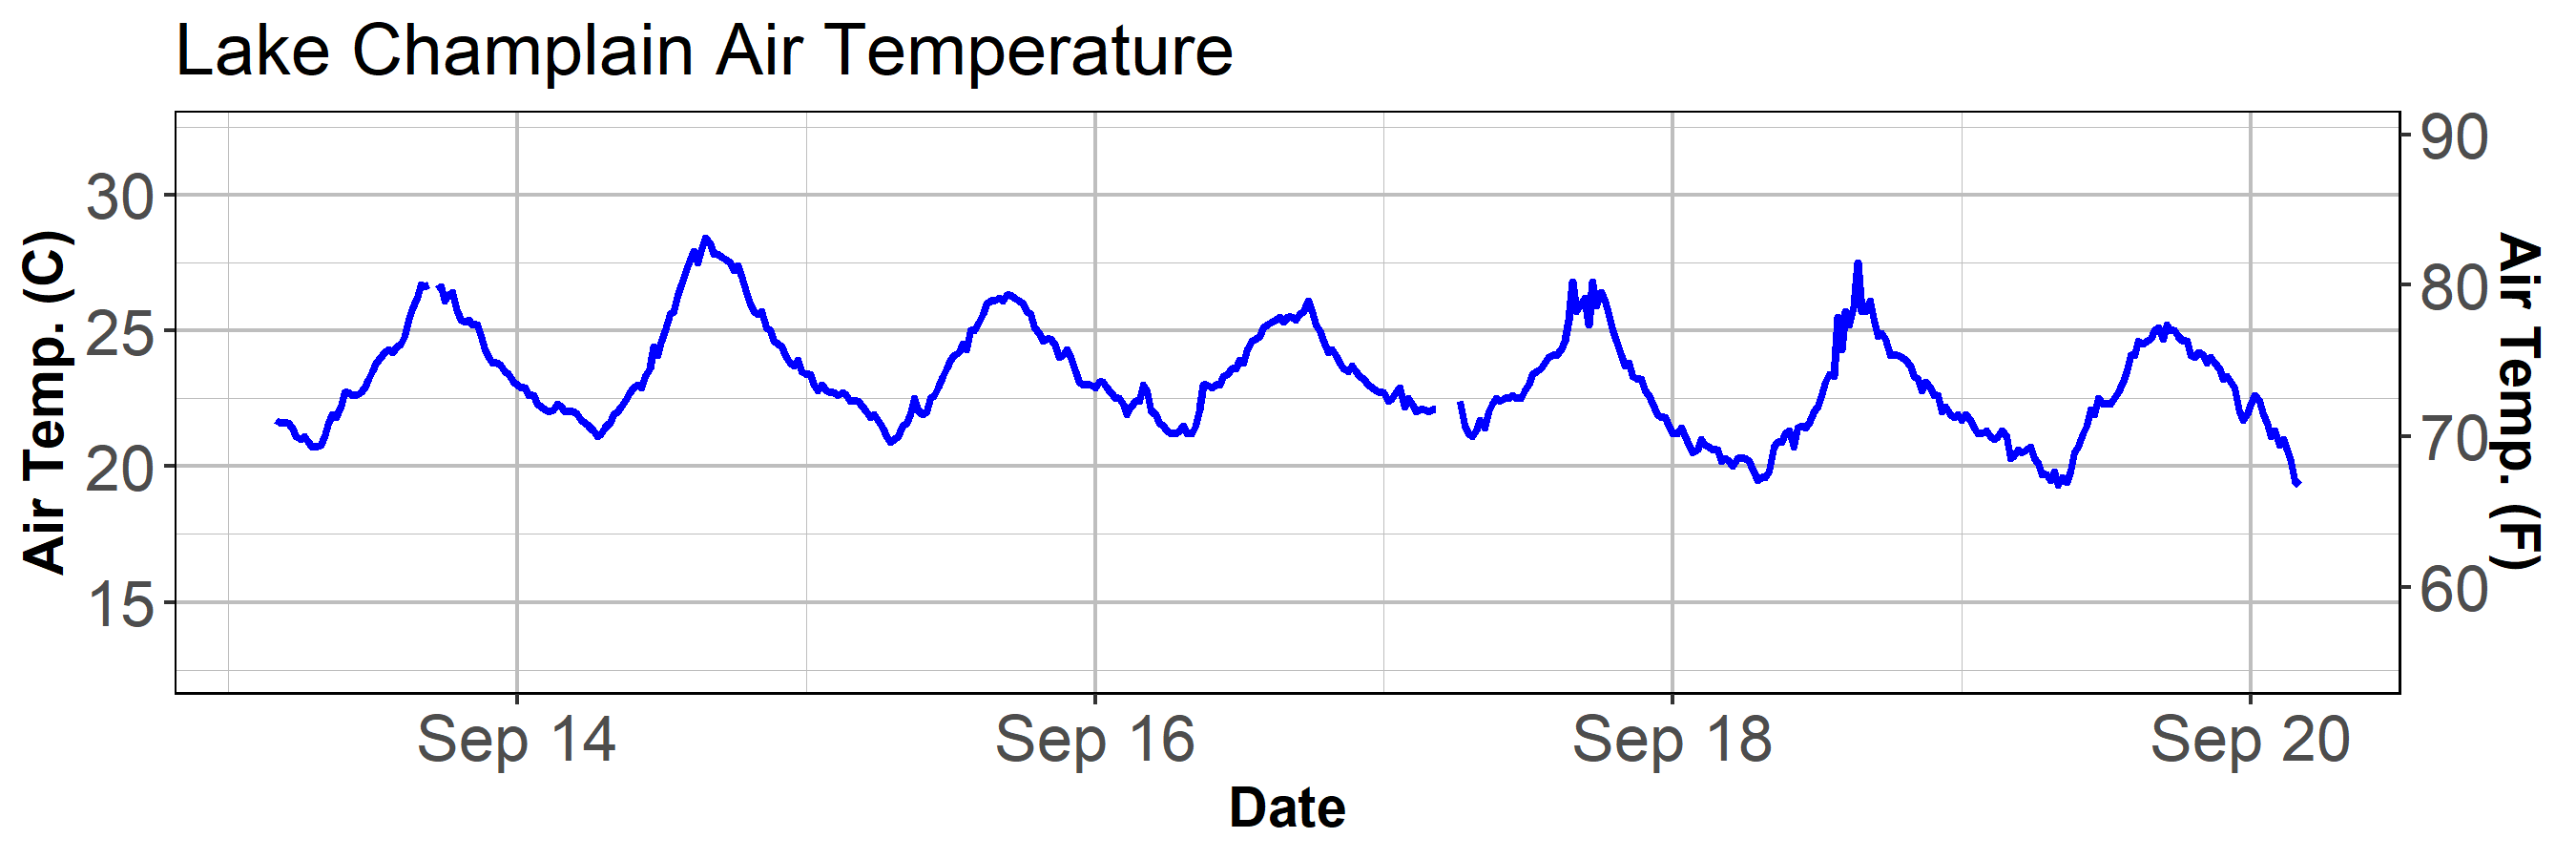 Lake Champlain Air Temperature
Air Temp. (C)
30
25
20
15
90
80
70
60
Air Temp. (F)
Sep 14
Sep 16
Sep 18
Sep 20
Date